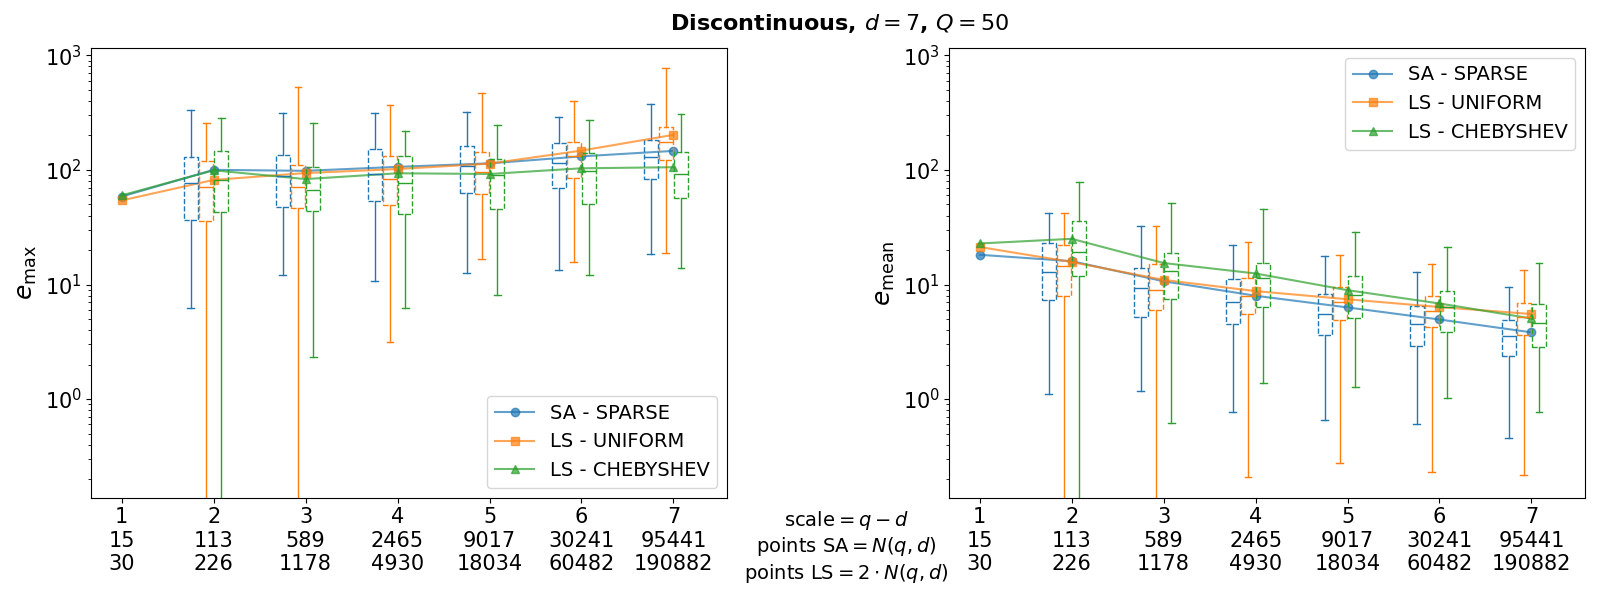 Discontinuous, d = 7, Q = 50
10³
10²
10¹
10⁰
e_max
SA - SPARSE
LS - UNIFORM
LS - CHEBYSHEV
1 2 3 4 5 6 7
15 113 589 2465 9017 30241 95441
30 226 1178 4930 18034 60482 190882
scale = q − d
points SA = N(q, d)
points LS = 2 · N(q, d)
10³
10²
10¹
10⁰
e_mean
SA - SPARSE
LS - UNIFORM
LS - CHEBYSHEV
1 2 3 4 5 6 7
15 113 589 2465 9017 30241 95441
30 226 1178 4930 18034 60482 190882